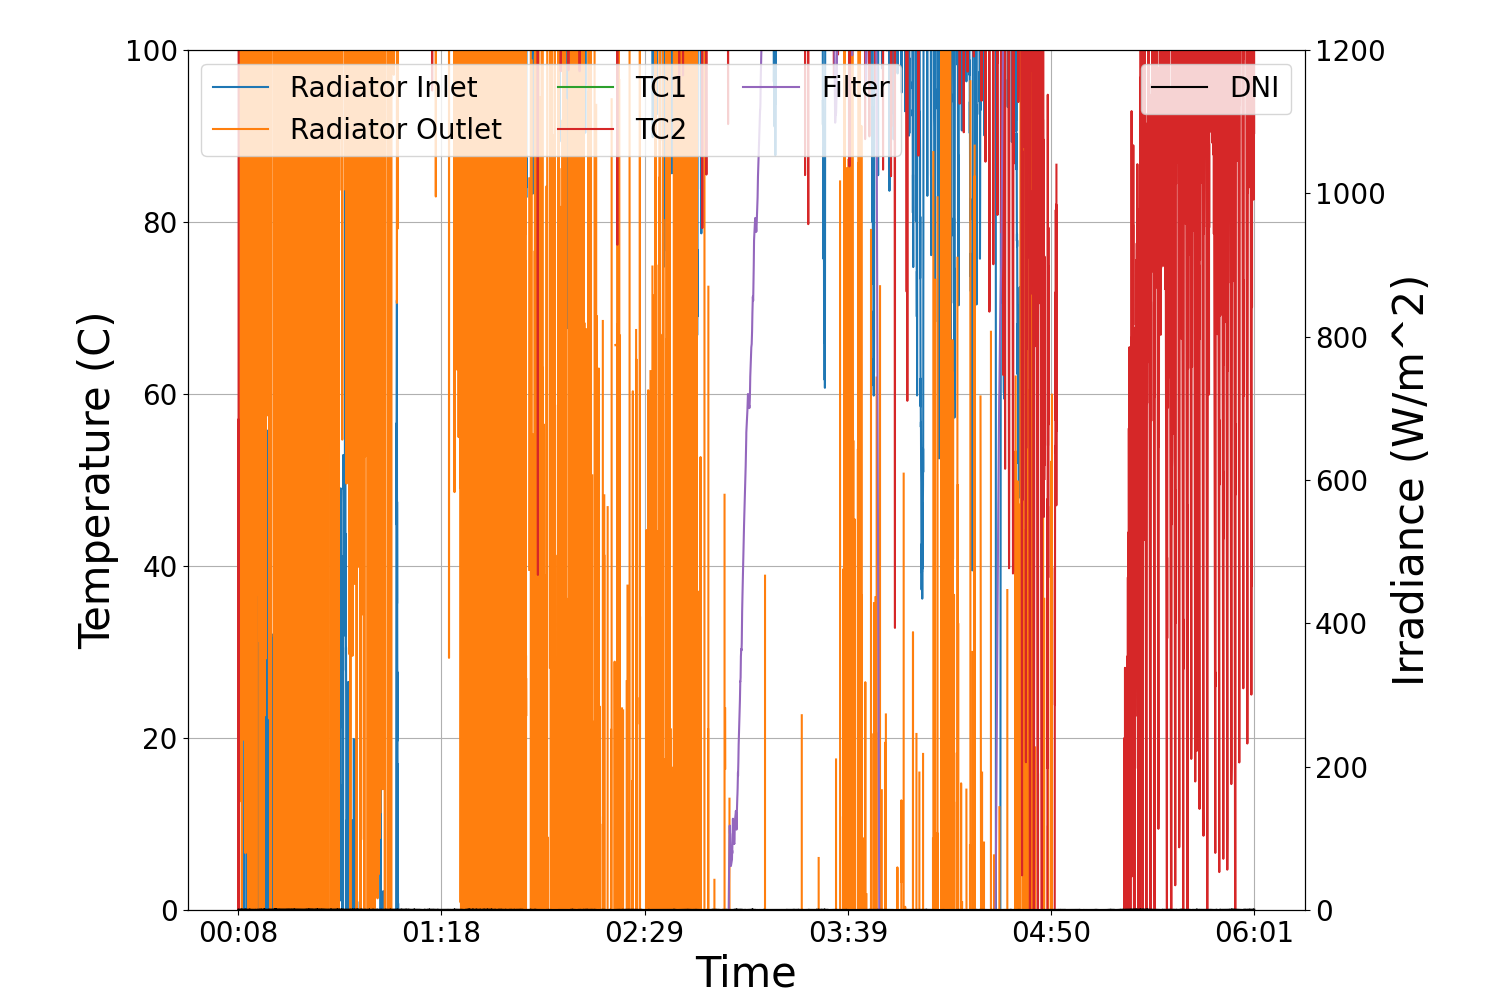 Radiator Inlet
Radiator Outlet
TC1
TC2
Filter
DNI
Temperature (C)
100
80
60
40
20
0
Irradiance (W/m^2)
1200
1000
800
600
400
200
0
00:08 01:18 02:29 03:39 04:50 06:01
Time